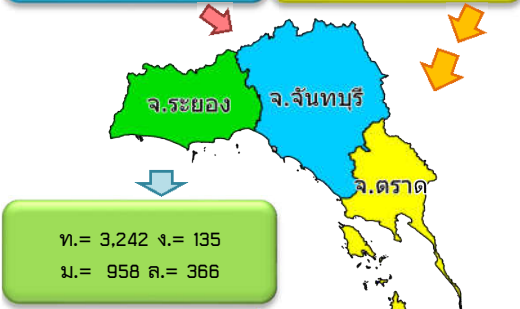 จ.ระยอง
จ.จันทบุรี
จ.ตราด
ท.= 3,242 ง.= 135
ม.= 958 ล.= 366